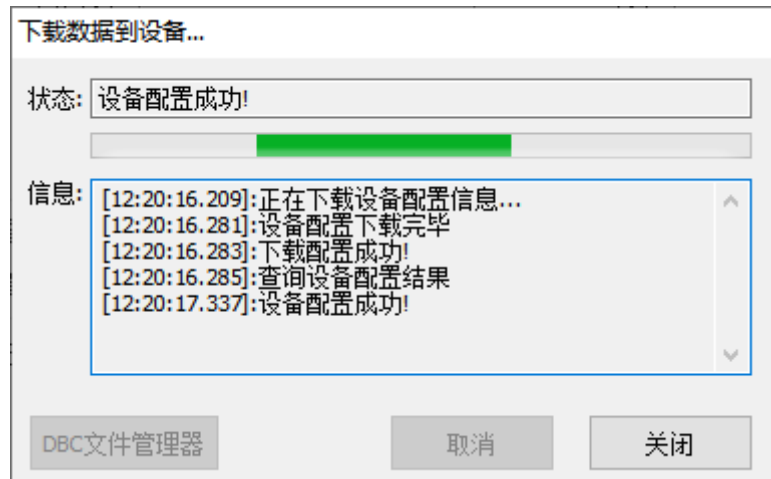 下载数据到设备...
状态: 设备配置成功!
信息: [12:20:16.209]:正在下载设备配置信息...
[12:20:16.281]:设备配置下载完毕
[12:20:16.283]:下载配置成功!
[12:20:16.285]:查询设备配置结果
[12:20:17.337]:设备配置成功!
DBC文件管理器 取消 关闭